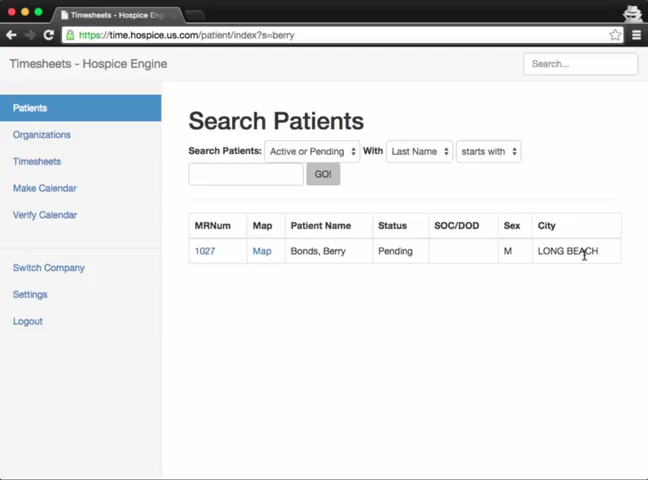 Timesheets - Hospice Eng
https://time.hospice.us.com/patient/index?s=berry
Timesheets - Hospice Engine
Search...
Patients
Organizations
Timesheets
Make Calendar
Verify Calendar
Switch Company
Settings
Logout
Search Patients
Search Patients: Active or Pending With Last Name starts with
GO!
MRNum Map Patient Name Status SOC/DOD Sex City
1027 Map Bonds, Berry Pending M LONG BEACH